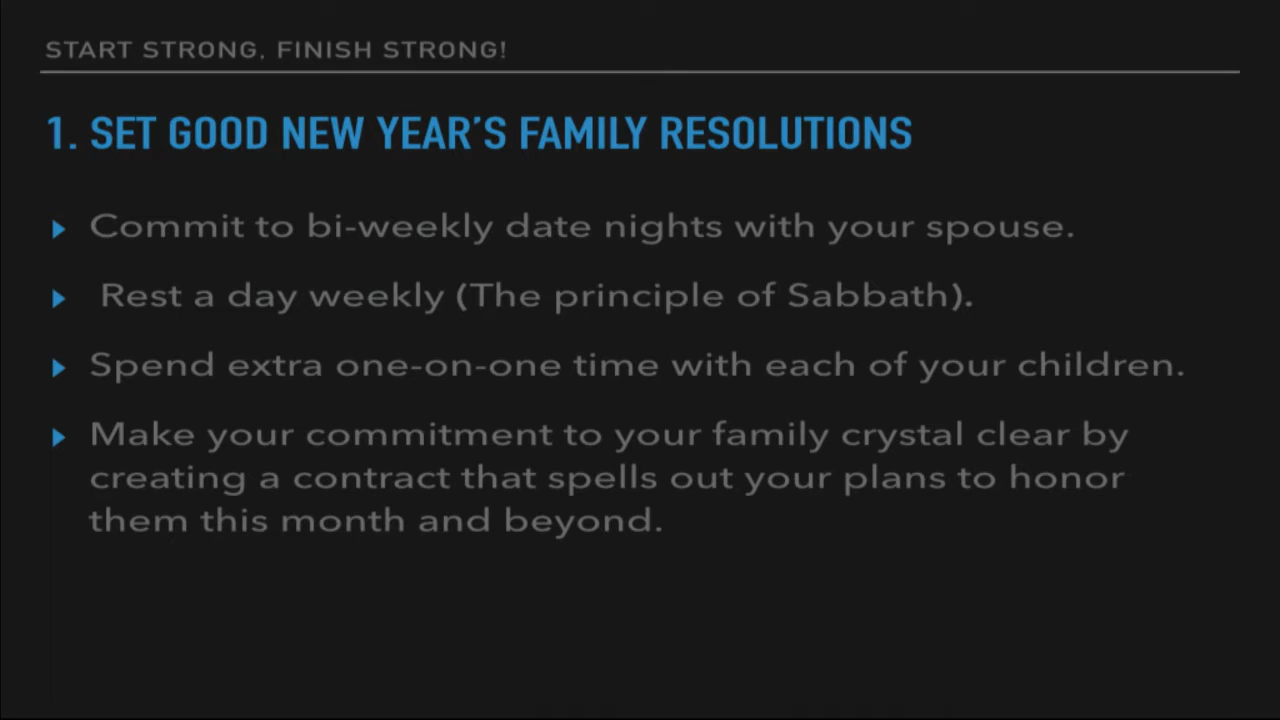 START STRONG, FINISH STRONG!
1. SET GOOD NEW YEAR'S FAMILY RESOLUTIONS
Commit to bi-weekly date nights with your spouse.
Rest a day weekly (The principle of Sabbath).
Spend extra one-on-one time with each of your children.
Make your commitment to your family crystal clear by
creating a contract that spells out your plans to honor
them this month and beyond.